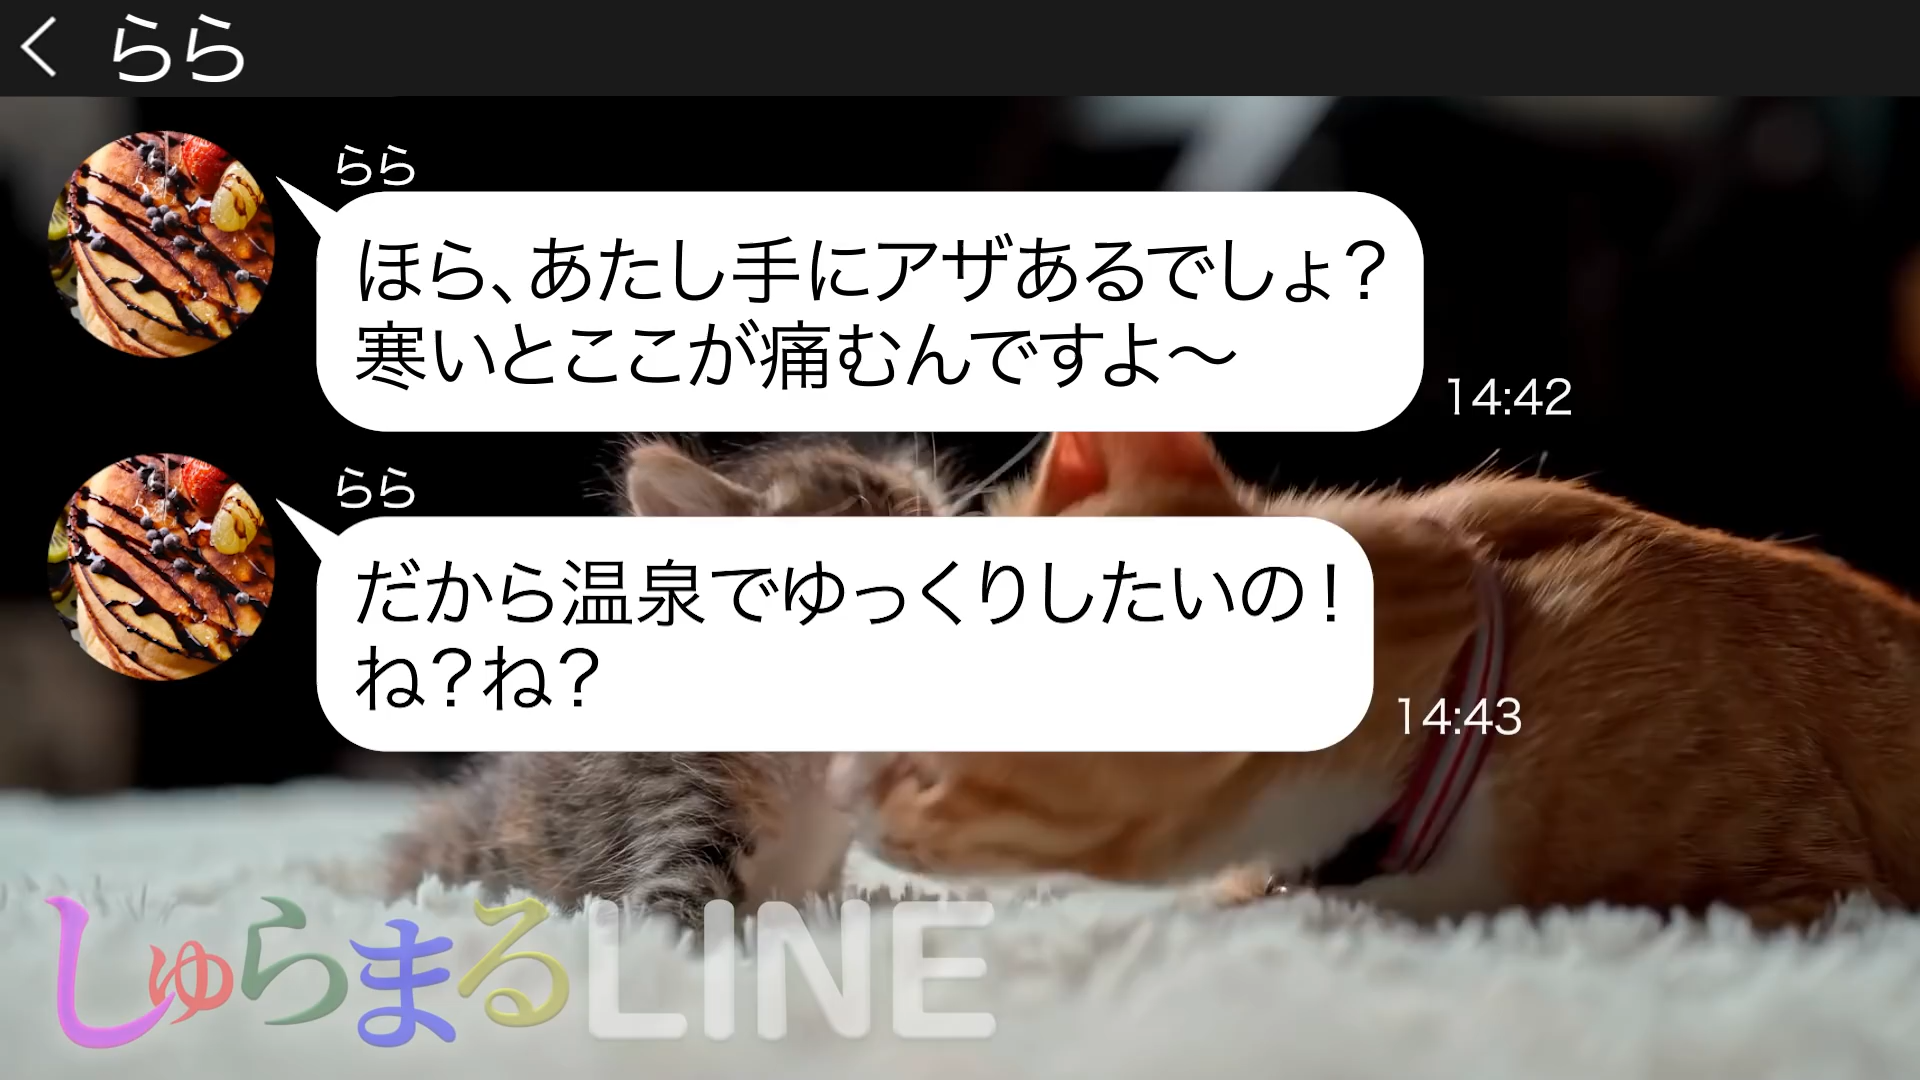 らら
らら
ほら、あたし手にアザあるでしょ？
寒いとここが痛むんですよ～
14:42
らら
だから温泉でゆっくりしたいの！
ね？ね？
14:43
しゅらまるLINE